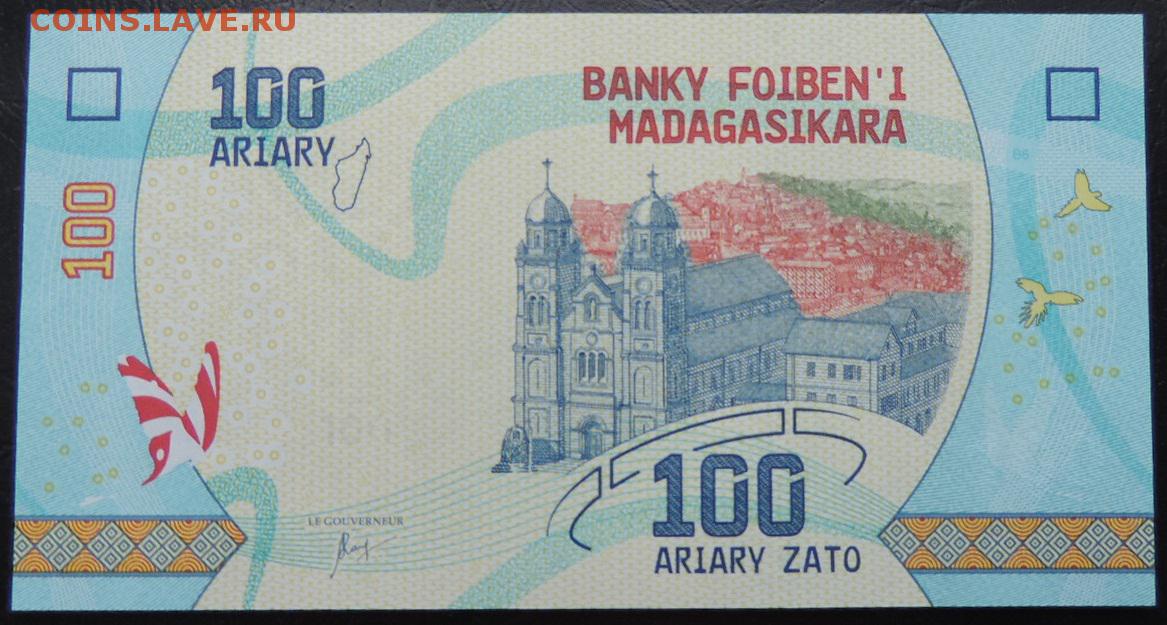 COINS.LAVE.RU
100
ARIARY
BANKY FOIBEN'I
MADAGASIKARA
100
LE GOUVERNEUR
100
ARIARY ZATO